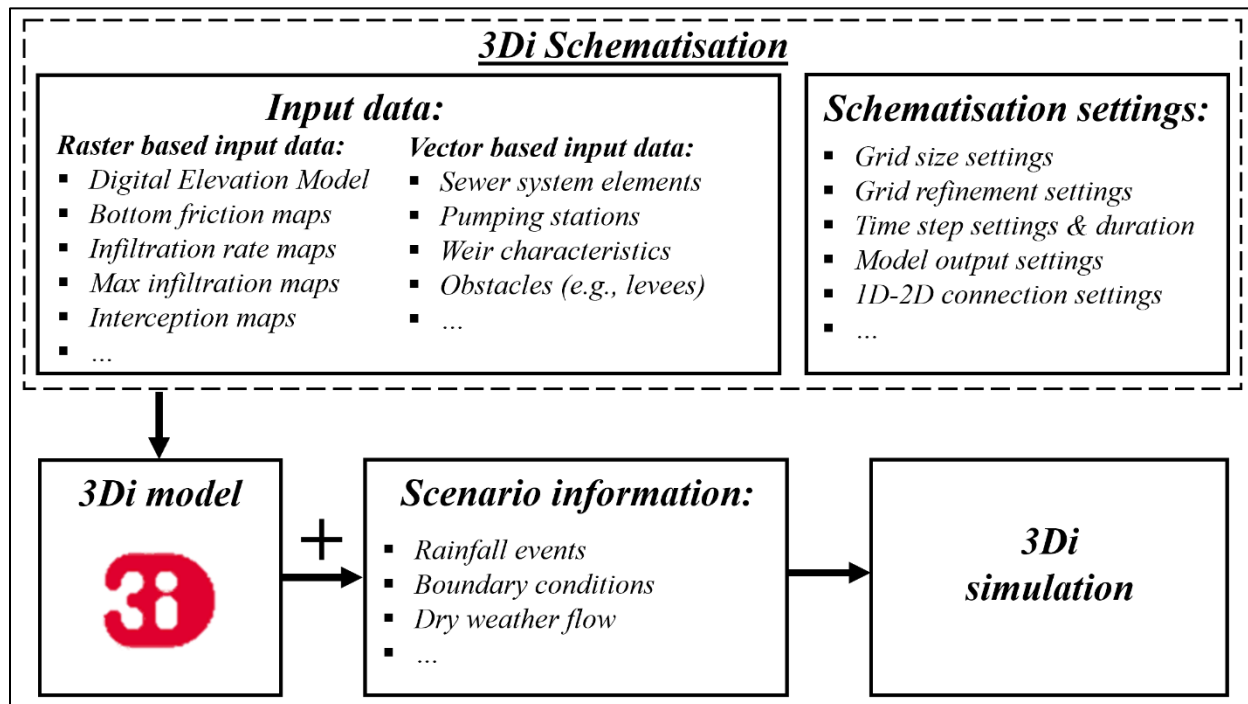 3Di Schematisation
Input data:
Raster based input data:
▪ Digital Elevation Model
▪ Bottom friction maps
▪ Infiltration rate maps
▪ Max infiltration maps
▪ Interception maps
▪ …
Vector based input data:
▪ Sewer system elements
▪ Pumping stations
▪ Weir characteristics
▪ Obstacles (e.g., levees)
▪ …
Schematisation settings:
▪ Grid size settings
▪ Grid refinement settings
▪ Time step settings & duration
▪ Model output settings
▪ 1D-2D connection settings
▪ …
3Di model
3i
+
Scenario information:
▪ Rainfall events
▪ Boundary conditions
▪ Dry weather flow
▪ …
3Di
simulation